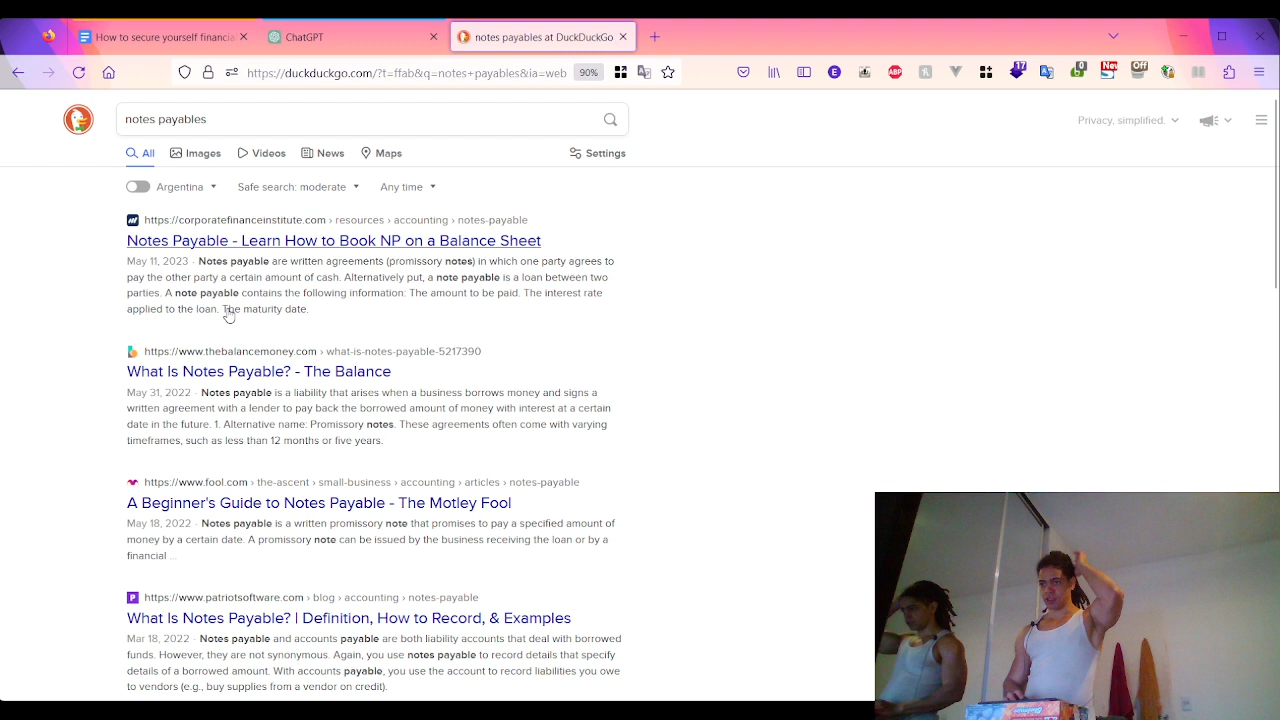 How to secure yourself financia
ChatGPT
notes payables at DuckDuckGo
https://duckduckgo.com/?t=ffab&q=notes+payables&ia=web
90%
E
ABP
17
0
New
Off
notes payables
Privacy, simplified.
All
Images
Videos
News
Maps
Settings
Argentina
Safe search: moderate
Any time
https://corporatefinanceinstitute.com › resources › accounting › notes-payable
Notes Payable - Learn How to Book NP on a Balance Sheet
May 11, 2023 · Notes payable are written agreements (promissory notes) in which one party agrees to
pay the other party a certain amount of cash. Alternatively put, a note payable is a loan between two
parties. A note payable contains the following information: The amount to be paid. The interest rate
applied to the loan. The maturity date.
https://www.thebalancemoney.com › what-is-notes-payable-5217390
What Is Notes Payable? - The Balance
May 31, 2022 · Notes payable is a liability that arises when a business borrows money and signs a
written agreement with a lender to pay back the borrowed amount of money with interest at a certain
date in the future. 1. Alternative name: Promissory notes. These agreements often come with varying
timeframes, such as less than 12 months or five years.
https://www.fool.com › the-ascent › small-business › accounting › articles › notes-payable
A Beginner's Guide to Notes Payable - The Motley Fool
May 18, 2022 · Notes payable is a written promissory note that promises to pay a specified amount of
money by a certain date. A promissory note can be issued by the business receiving the loan or by a
financial ...
https://www.patriotsoftware.com › blog › accounting › notes-payable
What Is Notes Payable? | Definition, How to Record, & Examples
Mar 18, 2022 · Notes payable and accounts payable are both liability accounts that deal with borrowed
funds. However, they are not synonymous. Again, you use notes payable to record details that specify
details of a borrowed amount. With accounts payable, you use the account to record liabilities you owe
to vendors (e.g., buy supplies from a vendor on credit).